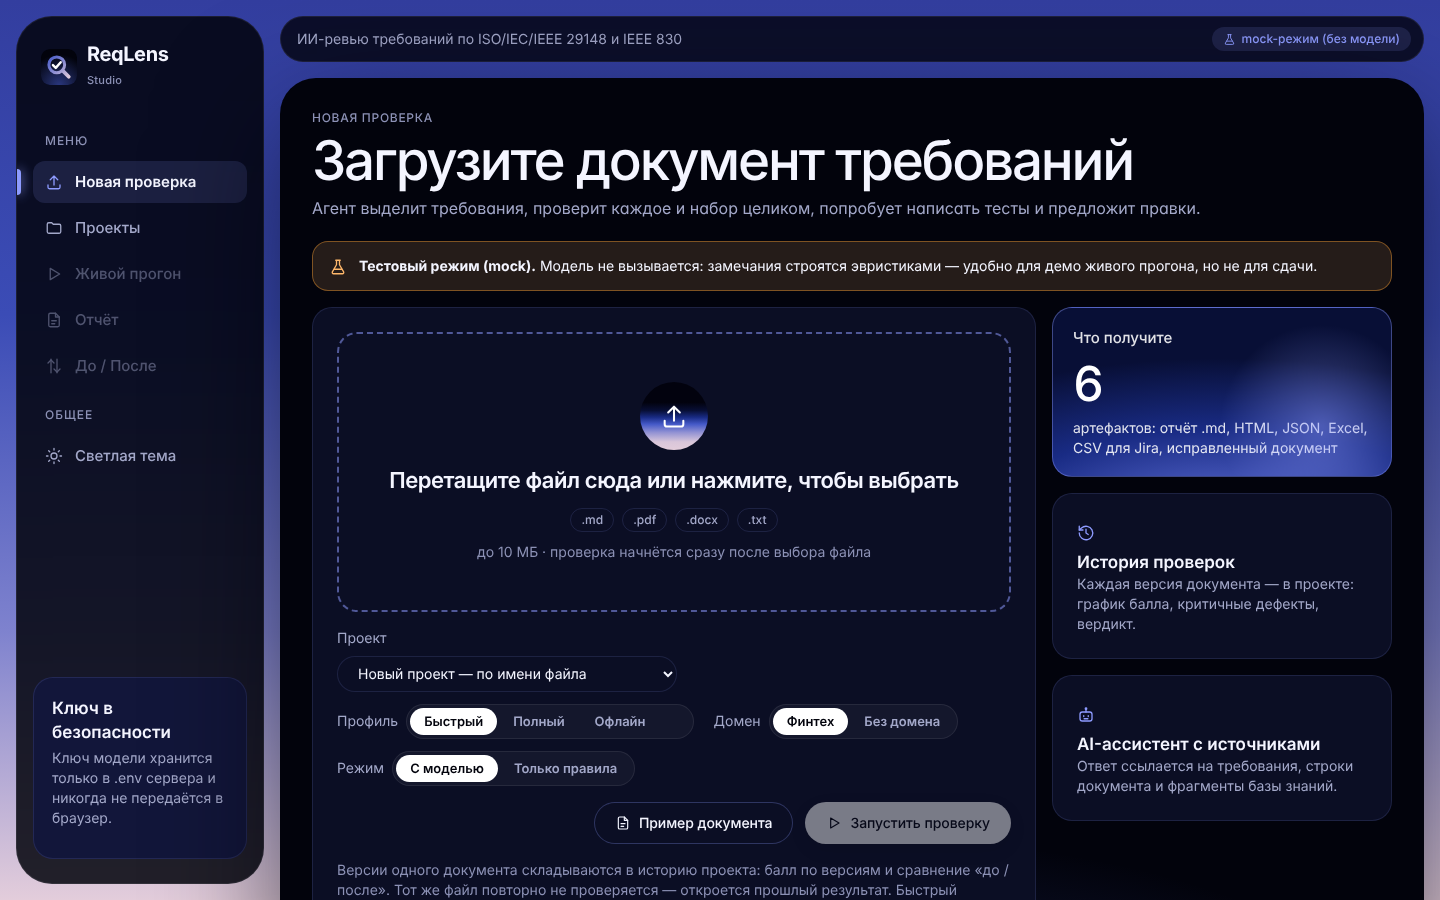 ReqLens
Studio
МЕНЮ
Новая проверка
Проекты
Живой прогон
Отчёт
До / После
ОБЩЕЕ
Светлая тема
Ключ в
безопасности
Ключ модели хранится
только в .env сервера и
никогда не передаётся в
браузер.
ИИ-ревью требований по ISO/IEC/IEEE 29148 и IEEE 830
mock-режим (без модели)
НОВАЯ ПРОВЕРКА
Загрузите документ требований
Агент выделит требования, проверит каждое и набор целиком, попробует написать тесты и предложит правки.
Тестовый режим (mock). Модель не вызывается: замечания строятся эвристиками — удобно для демо живого прогона, но не для сдачи.
Перетащите файл сюда или нажмите, чтобы выбрать
.md .pdf .docx .txt
до 10 МБ · проверка начнётся сразу после выбора файла
Проект
Новый проект — по имени файла
Профиль Быстрый Полный Офлайн Домен Финтех Без домена
Режим С моделью Только правила
Пример документа Запустить проверку
Версии одного документа складываются в историю проекта: балл по версиям и сравнение «до /
после». Тот же файл повторно не проверяется — откроется прошлый результат. Быстрый
Что получите
6
артефактов: отчёт .md, HTML, JSON, Excel,
CSV для Jira, исправленный документ
История проверок
Каждая версия документа — в проекте:
график балла, критичные дефекты,
вердикт.
AI-ассистент с источниками
Ответ ссылается на требования, строки
документа и фрагменты базы знаний.